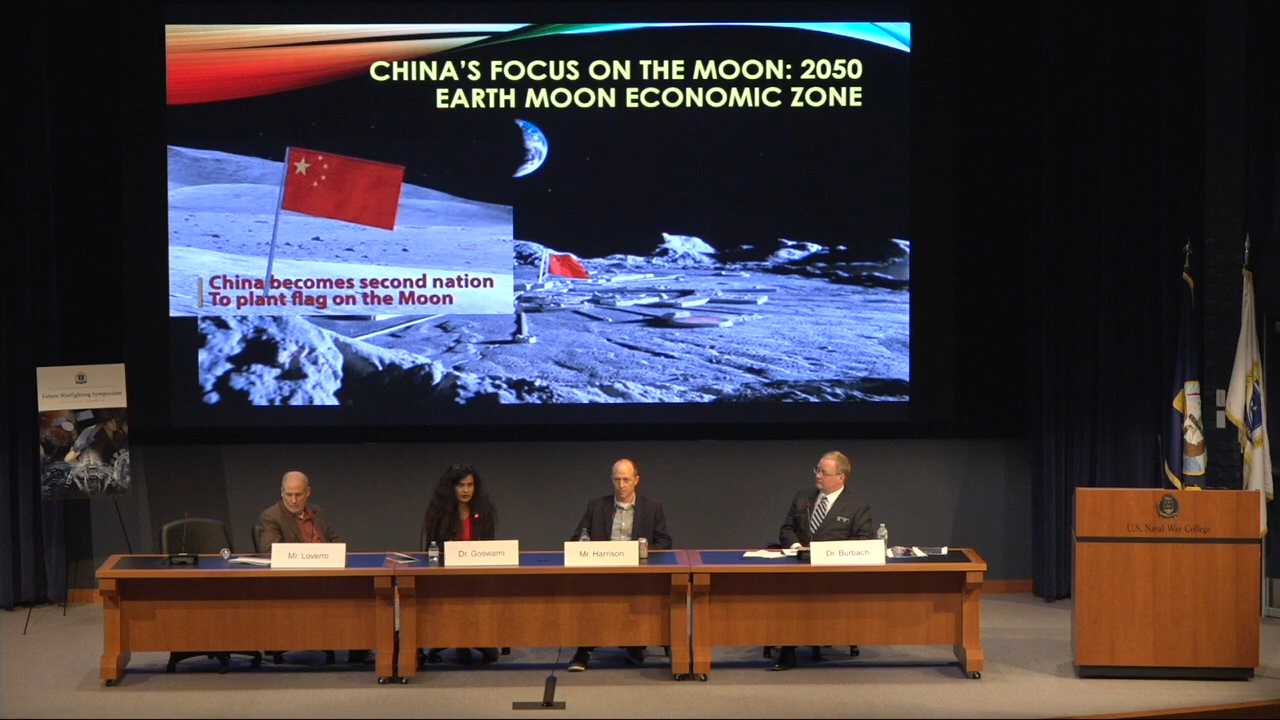 CHINA'S FOCUS ON THE MOON: 2050
EARTH MOON ECONOMIC ZONE
China becomes second nation
To plant flag on the Moon
Future Warfighting Symposium
Mr. Loverro
Dr. Goswami
Mr. Harrison
Dr. Burbach
U.S. Naval War College